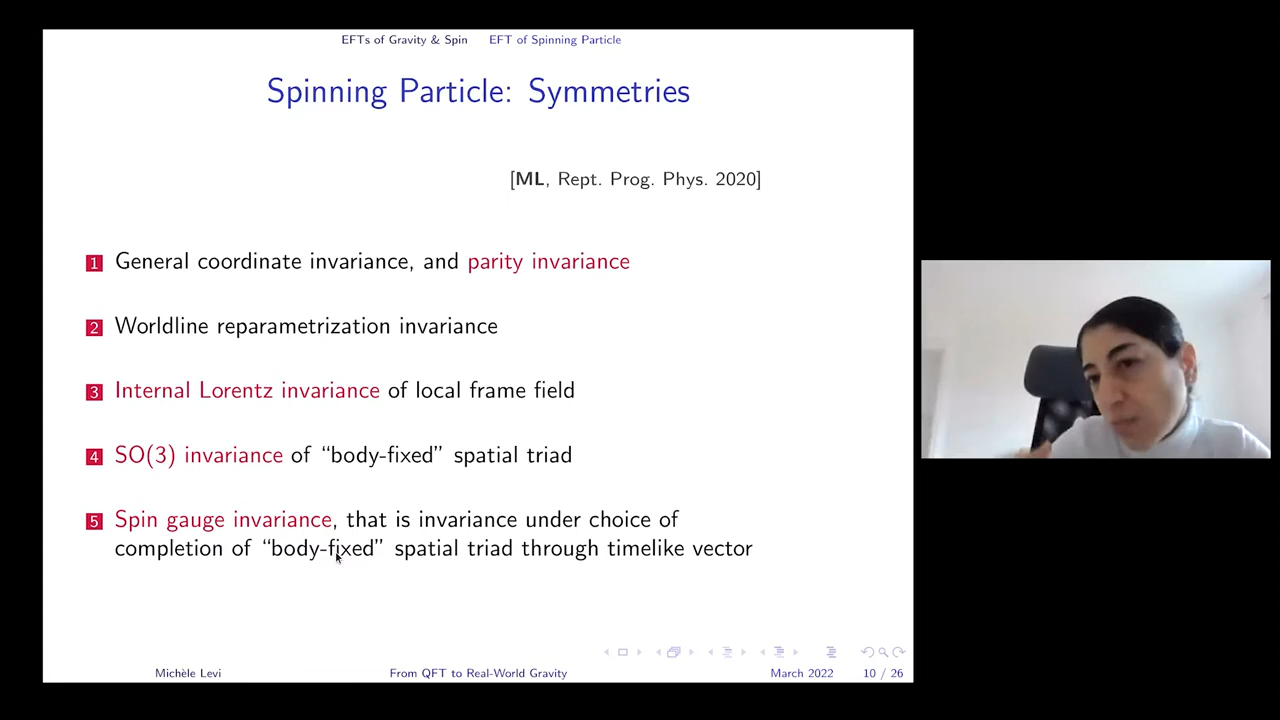 EFTs of Gravity & Spin EFT of Spinning Particle
Spinning Particle: Symmetries
[ML, Rept. Prog. Phys. 2020]
1 General coordinate invariance, and parity invariance
2 Worldline reparametrization invariance
3 Internal Lorentz invariance of local frame field
4 SO(3) invariance of “body-fixed” spatial triad
5 Spin gauge invariance, that is invariance under choice of
completion of “body-fixed” spatial triad through timelike vector
Michèle Levi From QFT to Real-World Gravity March 2022 10 / 26